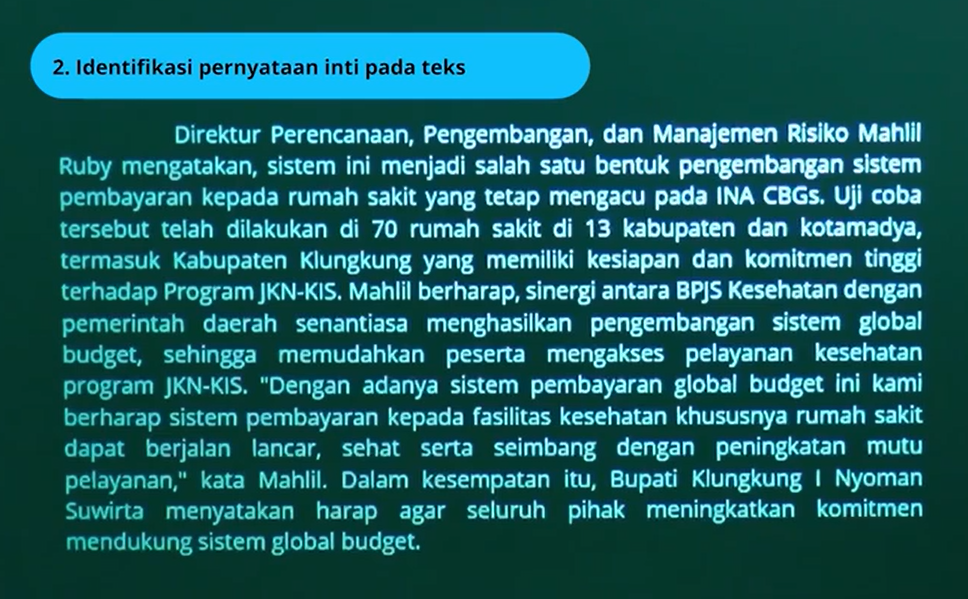 2. Identifikasi pernyataan inti pada teks
Direktur Perencanaan, Pengembangan, dan Manajemen Risiko Mahlil
Ruby mengatakan, sistem ini menjadi salah satu bentuk pengembangan sistem
pembayaran kepada rumah sakit yang tetap mengacu pada INA CBGs. Uji coba
tersebut telah dilakukan di 70 rumah sakit di 13 kabupaten dan kotamadya,
termasuk Kabupaten Klungkung yang memiliki kesiapan dan komitmen tinggi
terhadap Program JKN-KIS. Mahlil berharap, sinergi antara BPJS Kesehatan dengan
pemerintah daerah senantiasa menghasilkan pengembangan sistem global
budget, sehingga memudahkan peserta mengakses pelayanan kesehatan
program JKN-KIS. "Dengan adanya sistem pembayaran global budget ini kami
berharap sistem pembayaran kepada fasilitas kesehatan khususnya rumah sakit
dapat berjalan lancar, sehat serta seimbang dengan peningkatan mutu
pelayanan," kata Mahlil. Dalam kesempatan itu, Bupati Klungkung I Nyoman
Suwirta menyatakan harap agar seluruh pihak meningkatkan komitmen
mendukung sistem global budget.